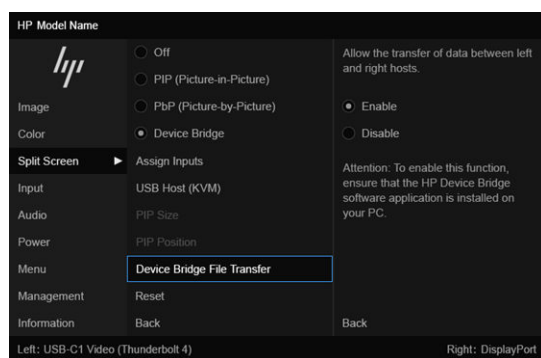 HP Model Name
hp
Image
Color
Split Screen
Input
Audio
Power
Menu
Management
Information
Off
PIP (Picture-in-Picture)
PbP (Picture-by-Picture)
Device Bridge
Assign Inputs
USB Host (KVM)
PIP Size
PIP Position
Device Bridge File Transfer
Reset
Back
Allow the transfer of data between left
and right hosts.
Enable
Disable
Attention: To enable this function,
ensure that the HP Device Bridge
software application is installed on
your PC.
Back
Left: USB-C1 Video (Thunderbolt 4)
Right: DisplayPort